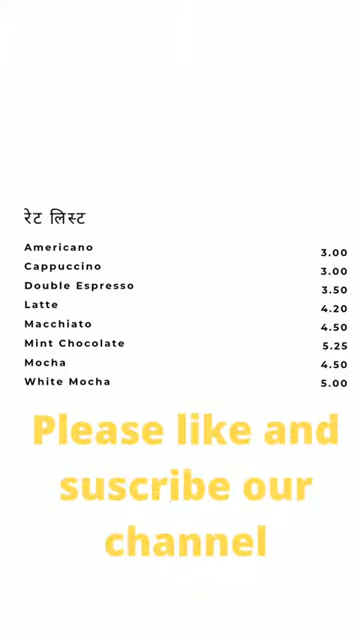 रेट लिस्ट
Americano 3.00
Cappuccino 3.00
Double Espresso 3.50
Latte 4.20
Macchiato 4.50
Mint Chocolate 5.25
Mocha 4.50
White Mocha 5.00
Please like and
suscribe our
channel